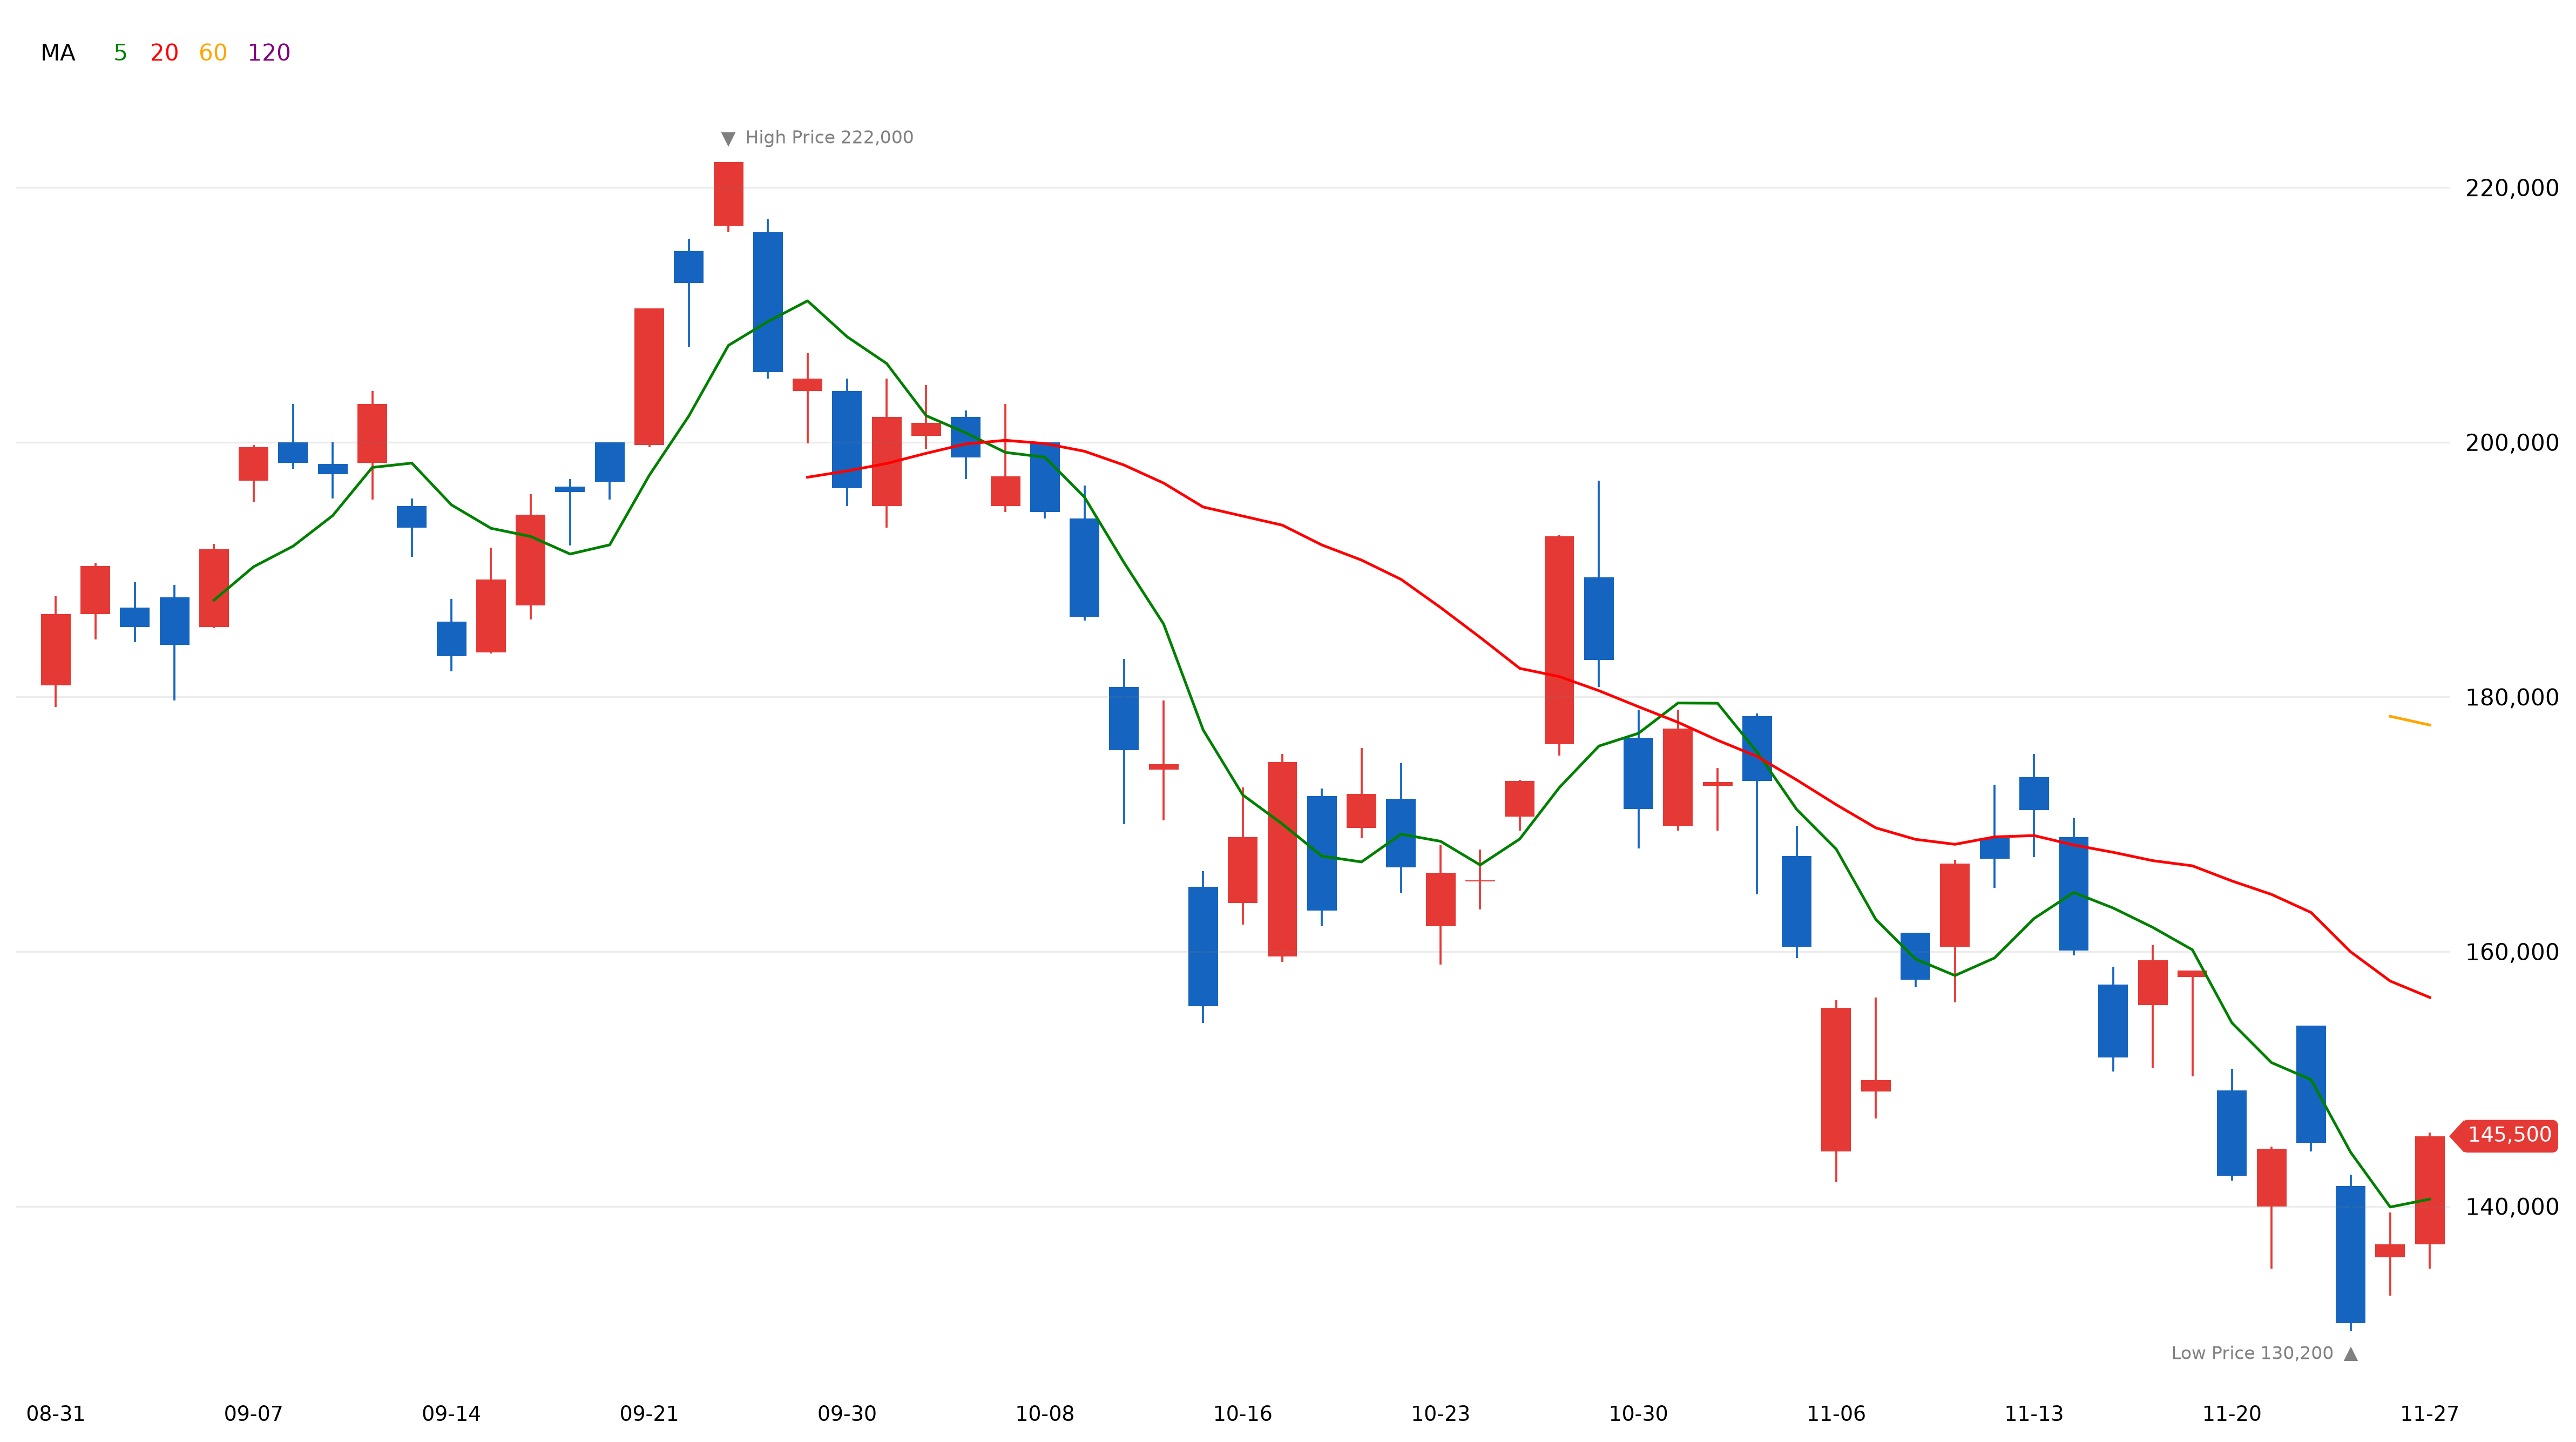 MA 5 20 60 120
▼ High Price 222,000
220,000
200,000
180,000
160,000
145,500
140,000
Low Price 130,200 ▲
08-31 09-07 09-14 09-21 09-30 10-08 10-16 10-23 10-30 11-06 11-13 11-20 11-27